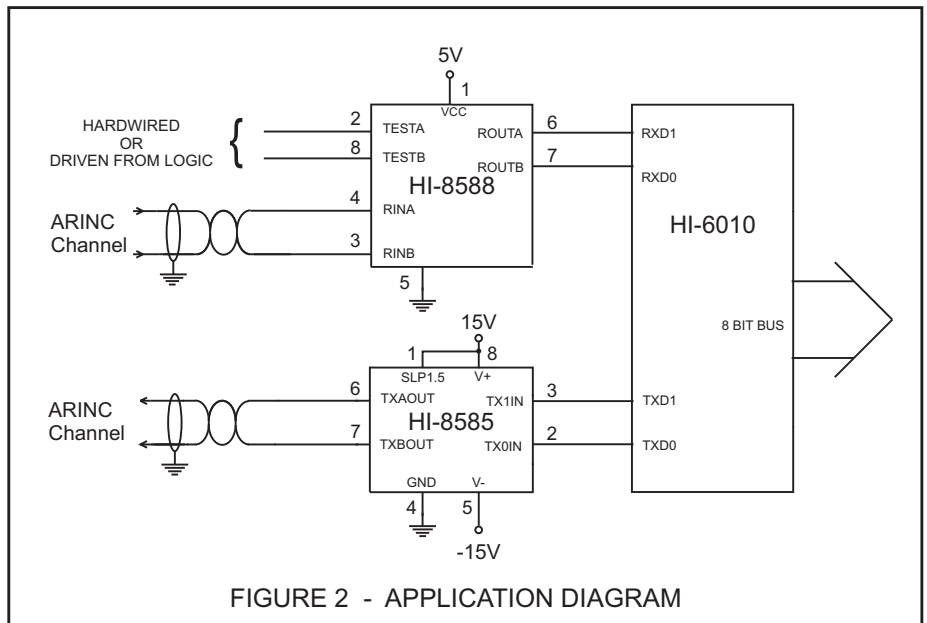 5V
1
VCC
HARDWIRED
OR
DRIVEN FROM LOGIC
{
2
TESTA
8
TESTB
ROUTA
6
RXD1
ROUTB
7
RXD0
HI-8588
HI-6010
ARINC
Channel
4
RINA
3
RINB
5
8 BIT BUS
15V
1
8
SLP1.5
V+
ARINC
Channel
6
TXAOUT
7
TXBOUT
HI-8585
TX1IN
3
TXD1
TX0IN
2
TXD0
GND
V-
4
5
-15V
FIGURE 2 - APPLICATION DIAGRAM